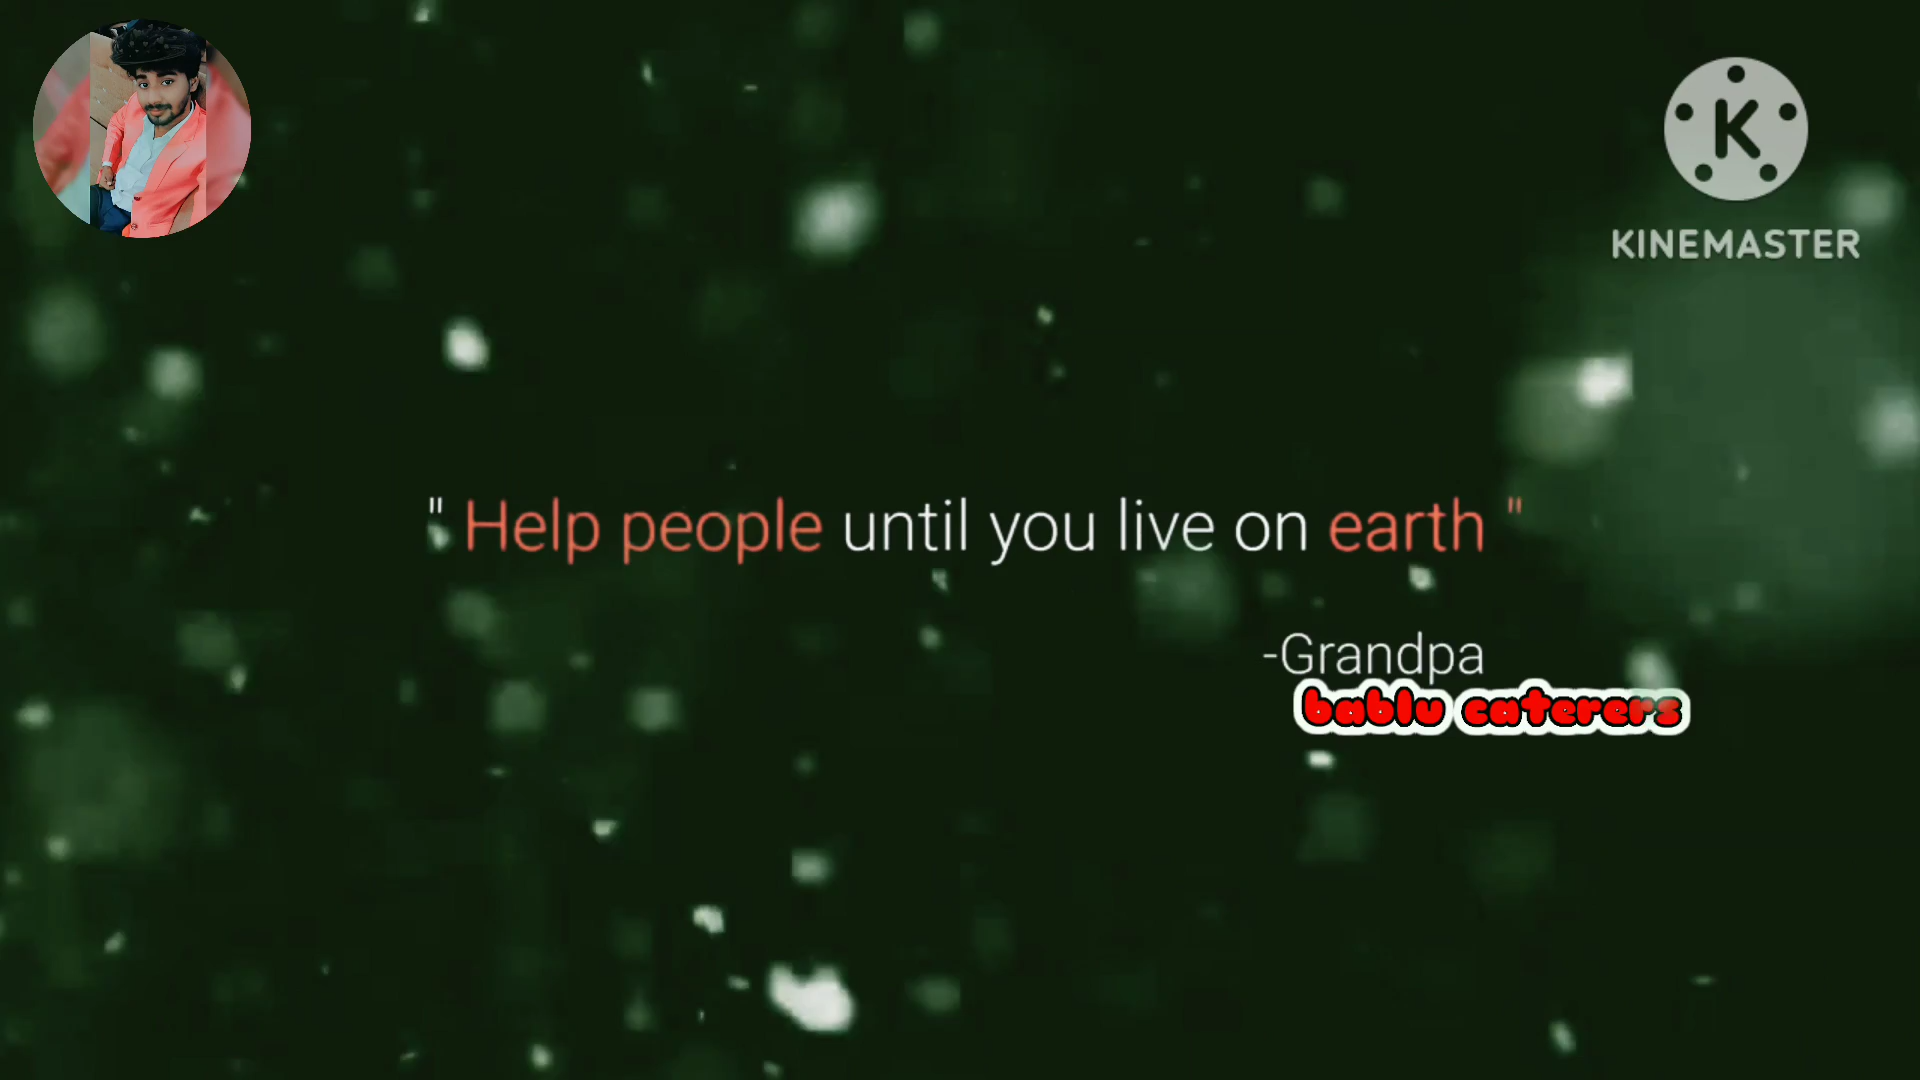 K
KINEMASTER
" Help people until you live on earth "
-Grandpa
bablu caterers